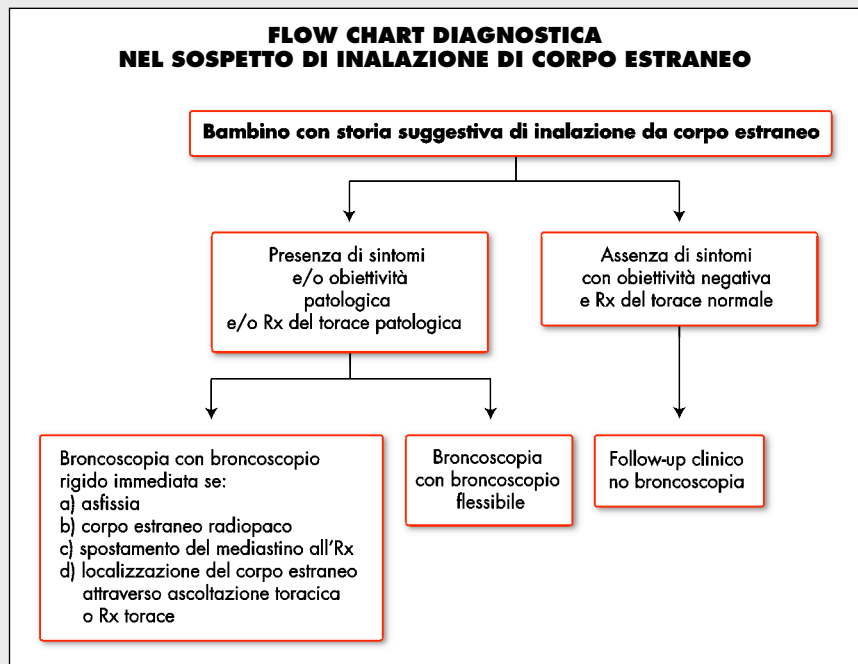 FLOW CHART DIAGNOSTICA
NEL SOSPETTO DI INALAZIONE DI CORPO ESTRANEO
Bambino con storia suggestiva di inalazione da corpo estraneo
Presenza di sintomi
e/o obiettività
patologica
e/o Rx del torace patologica
Assenza di sintomi
con obiettività negativa
e Rx del torace normale
Broncoscopia con broncoscopio
rigido immediata se:
a) asfissia
b) corpo estraneo radiopaco
c) spostamento del mediastino all'Rx
d) localizzazione del corpo estraneo
attraverso ascoltazione toracica
o Rx torace
Broncoscopia
con broncoscopio
flessibile
Follow-up clinico
no broncoscopia